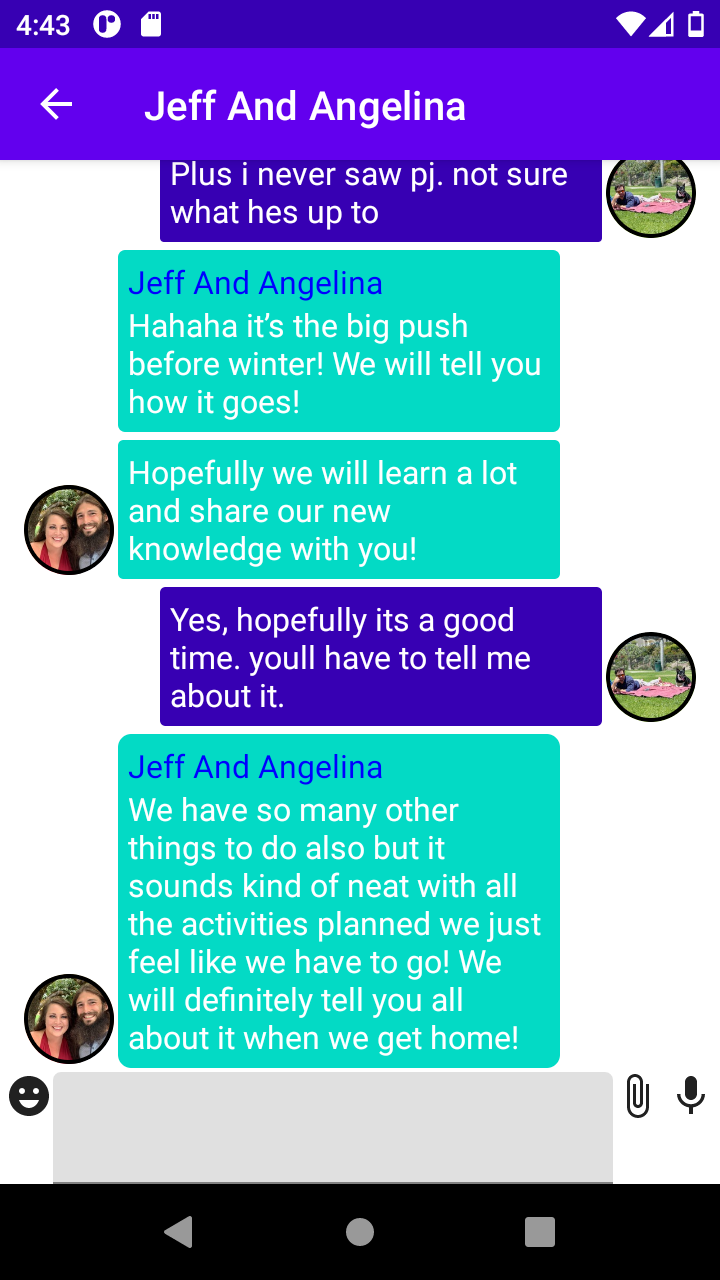 4:43
Jeff And Angelina
Plus i never saw pj. not sure
what hes up to
Jeff And Angelina
Hahaha it’s the big push
before winter! We will tell you
how it goes!
Hopefully we will learn a lot
and share our new
knowledge with you!
Yes, hopefully its a good
time. youll have to tell me
about it.
Jeff And Angelina
We have so many other
things to do also but it
sounds kind of neat with all
the activities planned we just
feel like we have to go! We
will definitely tell you all
about it when we get home!